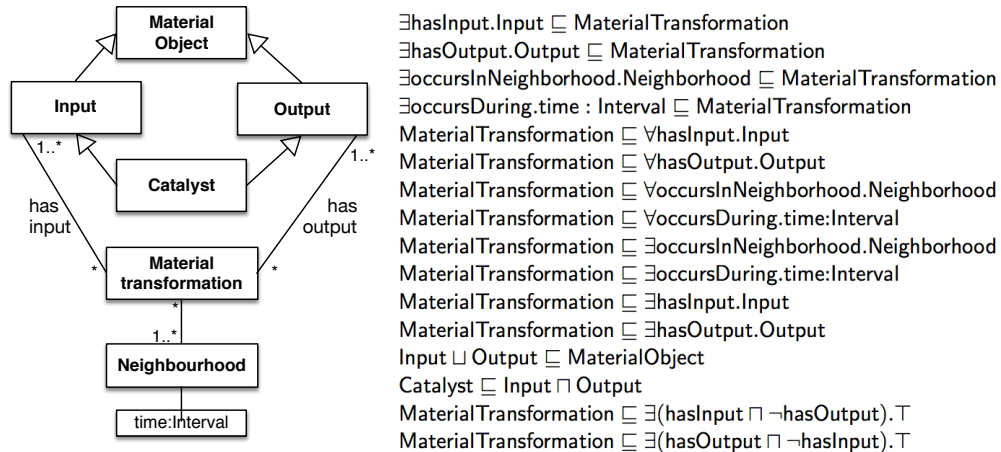 Material
Object
Input
Output
1..*
1..*
Catalyst
has
input
has
output
*
*
Material
transformation
*
1..*
Neighbourhood
time:Interval
∃hasInput.Input ⊑ MaterialTransformation
∃hasOutput.Output ⊑ MaterialTransformation
∃occursInNeighborhood.Neighborhood ⊑ MaterialTransformation
∃occursDuring.time : Interval ⊑ MaterialTransformation
MaterialTransformation ⊑ ∀hasInput.Input
MaterialTransformation ⊑ ∀hasOutput.Output
MaterialTransformation ⊑ ∀occursInNeighborhood.Neighborhood
MaterialTransformation ⊑ ∀occursDuring.time:Interval
MaterialTransformation ⊑ ∃occursInNeighborhood.Neighborhood
MaterialTransformation ⊑ ∃occursDuring.time:Interval
MaterialTransformation ⊑ ∃hasInput.Input
MaterialTransformation ⊑ ∃hasOutput.Output
Input ⊔ Output ⊑ MaterialObject
Catalyst ⊑ Input ⊓ Output
MaterialTransformation ⊑ ∃(hasInput ⊓ ¬hasOutput).⊤
MaterialTransformation ⊑ ∃(hasOutput ⊓ ¬hasInput).⊤